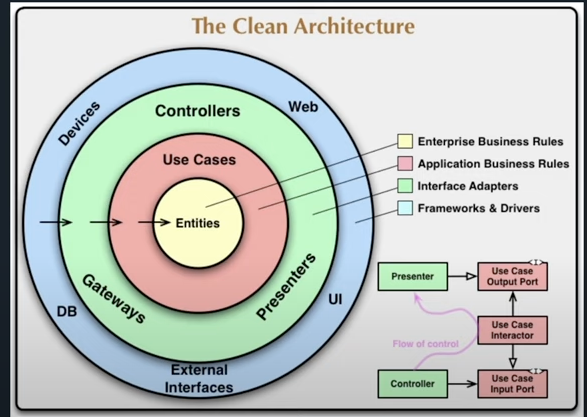 The Clean Architecture
Devices
Controllers
Web
Use Cases
Entities
Gateways
Presenters
DB
UI
External
Interfaces
Enterprise Business Rules
Application Business Rules
Interface Adapters
Frameworks & Drivers
Presenter
Use Case
Output Port
Flow of control
Use Case
Interactor
Controller
Use Case
Input Port